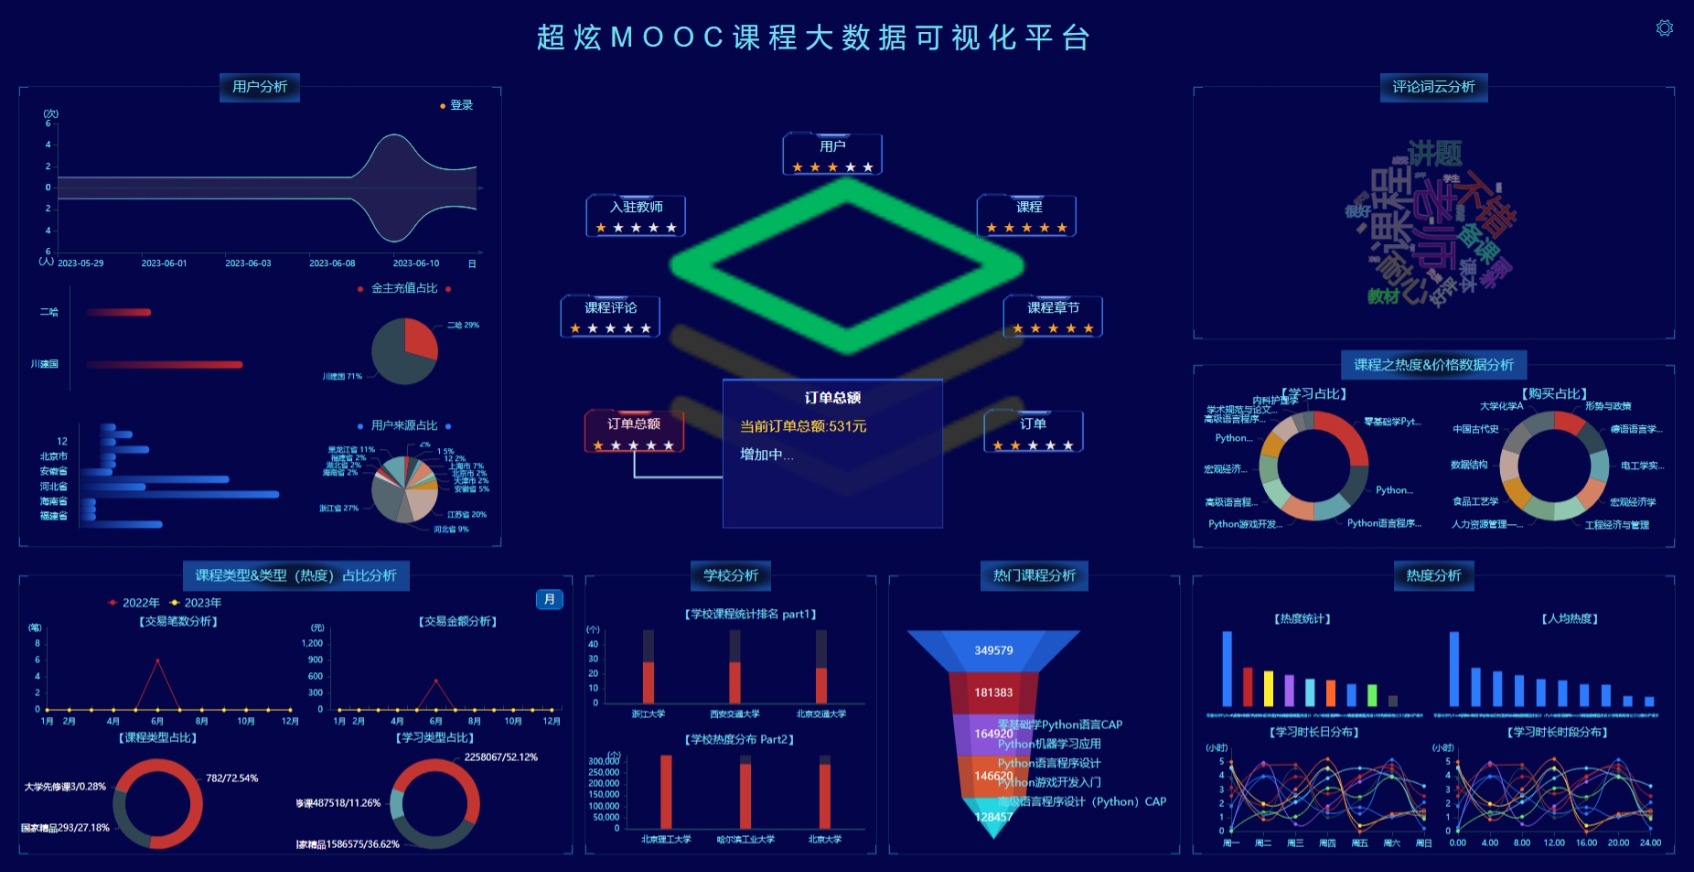 超炫MOOC课程大数据可视化平台
用户分析
登录
(次)
6
4
2
0
2
4
6
(人)
2023-05-29
2023-06-01
2023-06-03
2023-06-08
2023-06-10
日
金主充值占比
二哈
川建国
二哈 29%
川建国 71%
用户来源占比
12
北京市
安徽省
河北省
海南省
福建省
黑龙江省 11%
福建省 2%
湖北省 2%
海南省 2%
浙江省 27%
2%
1 5%
12 2%
上海市 7%
北京市 2%
天津市 2%
安徽省 5%
江苏省 20%
河北省 9%
用户
入驻教师
课程
课程评论
课程章节
订单总额
订单
订单总额
当前订单总额:531元
增加中...
评论词云分析
讲题
课程
老师
不错
备课
耐心
教材
好评
很好
学生
课本
课程之热度&价格数据分析
【学习占比】
内科护理学
学术规范与论文...
高级语言程序...
Python...
宏观经济...
高级语言程...
Python游戏开发...
零基础学Pyt...
Python...
Python语言程序...
【购买占比】
大学化学A
中国古代史
数据结构
食品工艺学
人力资源管理—...
形势与政策
德语语言学...
电工学实...
宏观经济学
工程经济与管理
课程类型&类型（热度）占比分析
月
2022年
2023年
【交易笔数分析】
(笔)
8
6
4
2
0
1月 2月 4月 6月 8月 10月 12月
【交易金额分析】
(元)
1,200
900
600
300
0
1月 2月 4月 6月 8月 10月 12月
【课程类型占比】
大学先修课3/0.28%
782/72.54%
国家精品293/27.18%
【学习类型占比】
2258067/52.12%
修课487518/11.26%
家精品1586575/36.62%
学校分析
【学校课程统计排名 part1】
(个)
40
30
20
10
0
浙江大学
西安交通大学
北京交通大学
【学校热度分布 Part2】
(个)
300,000
250,000
200,000
150,000
100,000
50,000
0
北京理工大学
哈尔滨工业大学
北京大学
热门课程分析
349579
181383
164920
146620
128457
零基础学Python语言CAP
Python机器学习应用
Python语言程序设计
Python游戏开发入门
高级语言程序设计（Python）CAP
热度分析
【热度统计】
【人均热度】
【学习时长日分布】
(小时)
5
4
3
2
1
0
周一 周二 周三 周四 周五 周六 周日
【学习时长时段分布】
(小时)
5
4
3
2
1
0
0.00 4.00 8.00 12.00 16.00 20.00 24.00